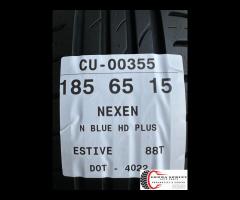 CU-00355
185 65 15
NEXEN
N BLUE HD PLUS
ESTIVE 88T
DOT - 4022